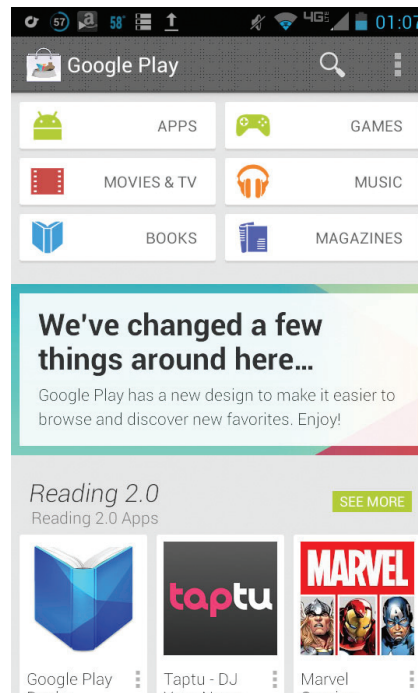 57 58° 4G 01:07
Google Play
APPS GAMES
MOVIES & TV MUSIC
BOOKS MAGAZINES
We've changed a few
things around here...
Google Play has a new design to make it easier to
browse and discover new favorites. Enjoy!
Reading 2.0
SEE MORE
Reading 2.0 Apps
MARVEL
taptu
Google Play Taptu - DJ Marvel